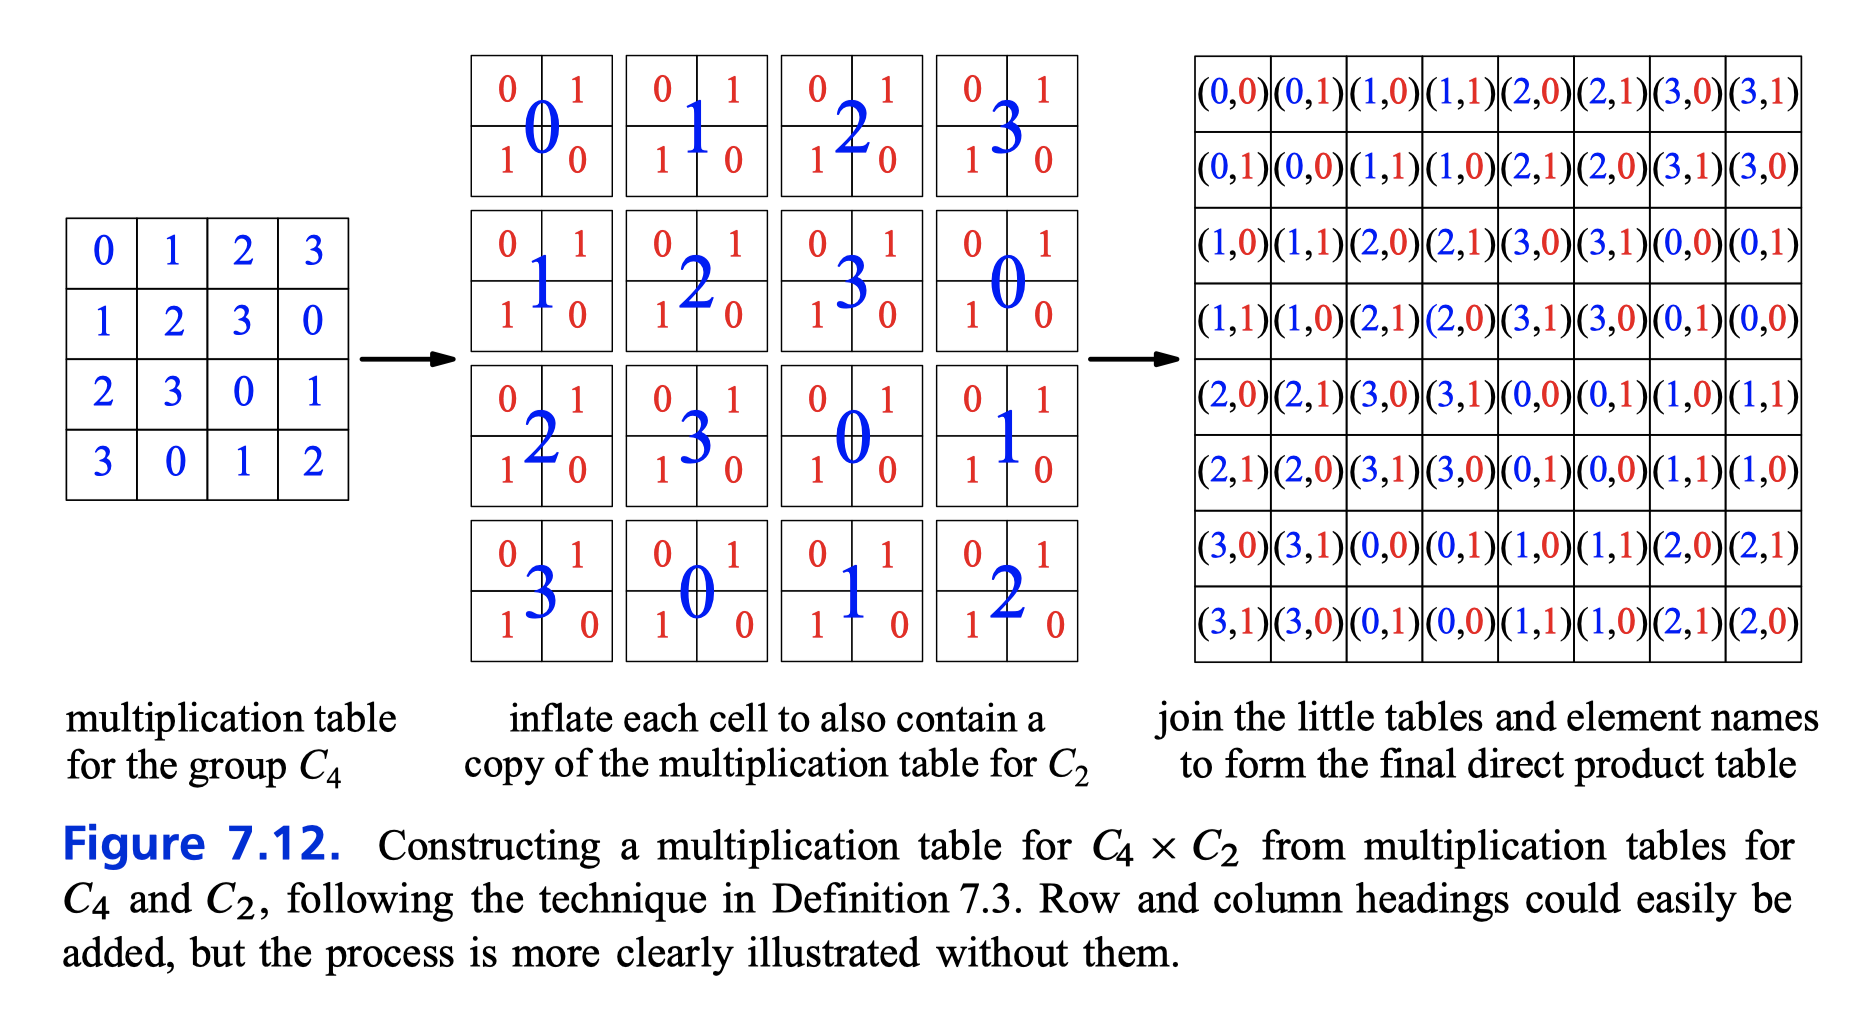 0 1 2 3
1 2 3 0
2 3 0 1
3 0 1 2
multiplication table
for the group C4
0 1 0 1 0 1 0 1
0 1 2 3
1 0 1 0 1 0 1 0
0 1 0 1 0 1 0 1
1 2 3 0
1 0 1 0 1 0 1 0
0 1 0 1 0 1 0 1
2 3 0 1
1 0 1 0 1 0 1 0
0 1 0 1 0 1 0 1
3 0 1 2
1 0 1 0 1 0 1 0
inflate each cell to also contain a
copy of the multiplication table for C2
(0,0) (0,1) (1,0) (1,1) (2,0) (2,1) (3,0) (3,1)
(0,1) (0,0) (1,1) (1,0) (2,1) (2,0) (3,1) (3,0)
(1,0) (1,1) (2,0) (2,1) (3,0) (3,1) (0,0) (0,1)
(1,1) (1,0) (2,1) (2,0) (3,1) (3,0) (0,1) (0,0)
(2,0) (2,1) (3,0) (3,1) (0,0) (0,1) (1,0) (1,1)
(2,1) (2,0) (3,1) (3,0) (0,1) (0,0) (1,1) (1,0)
(3,0) (3,1) (0,0) (0,1) (1,0) (1,1) (2,0) (2,1)
(3,1) (3,0) (0,1) (0,0) (1,1) (1,0) (2,1) (2,0)
join the little tables and element names
to form the final direct product table
Figure 7.12. Constructing a multiplication table for C4 × C2 from multiplication tables for
C4 and C2, following the technique in Definition 7.3. Row and column headings could easily be
added, but the process is more clearly illustrated without them.